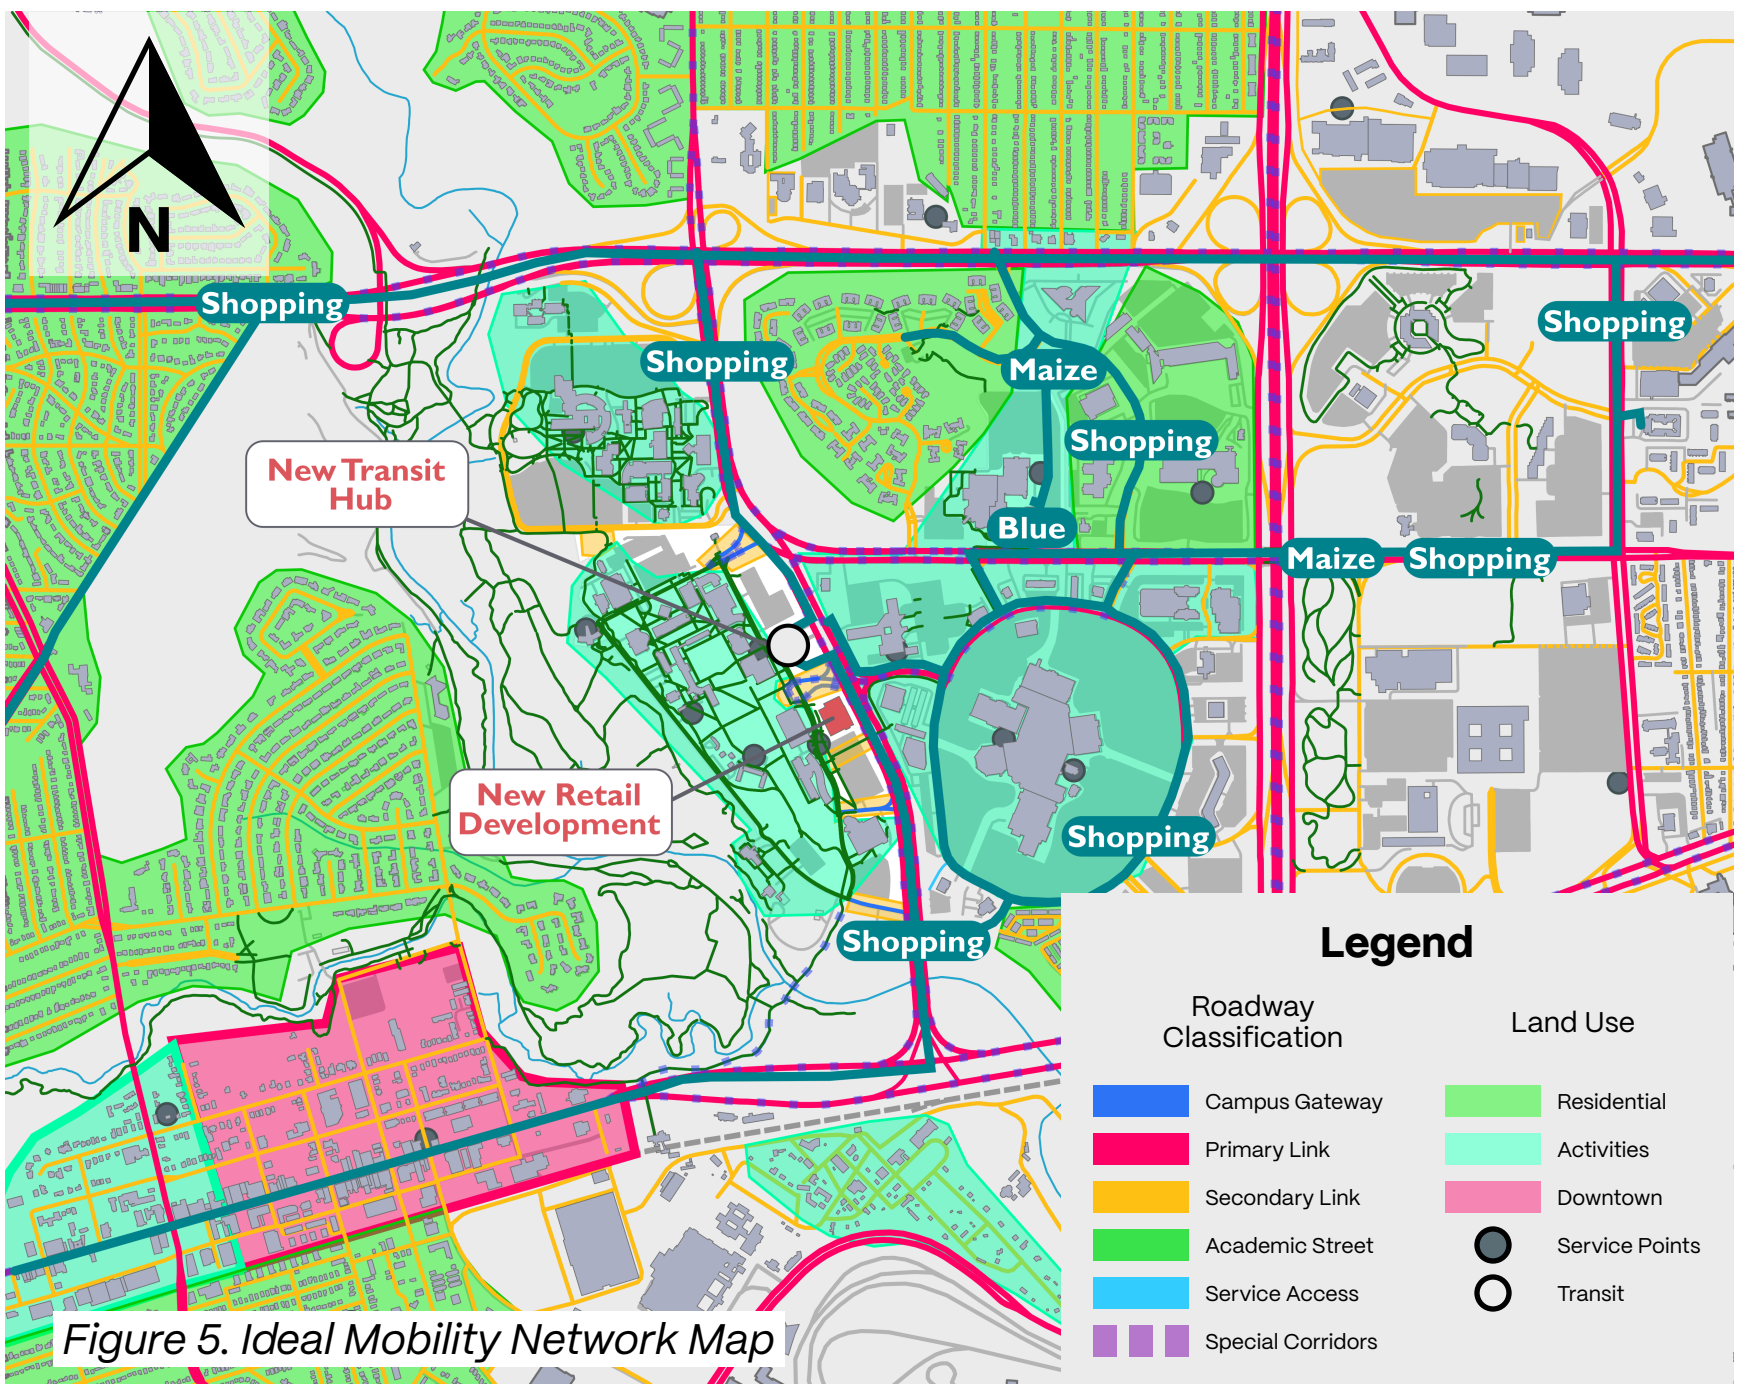 N
Shopping
Shopping
Maize
Shopping
Shopping
New Transit
Hub
Blue
Maize
Shopping
New Retail
Development
Shopping
Shopping
Legend
Roadway
Classification
Land Use
Campus Gateway
Residential
Primary Link
Activities
Secondary Link
Downtown
Academic Street
Service Points
Service Access
Transit
Special Corridors
Figure 5. Ideal Mobility Network Map